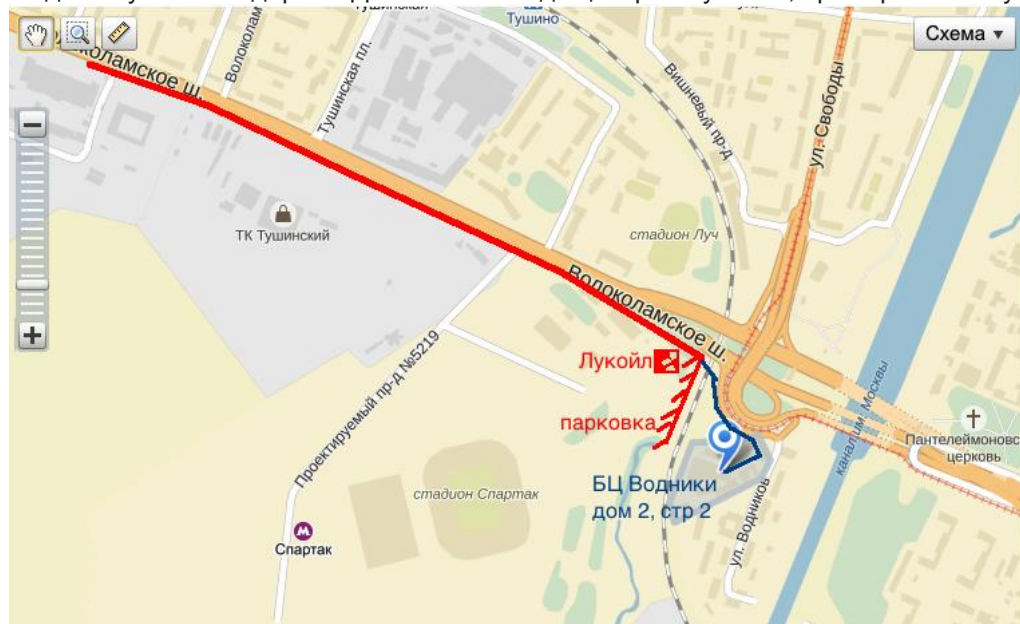 Тушинская
Тушино
Схема
Волоколамское ш.
Волоколам
Тушинская пл.
Вишневый пр-д
ул. Свободы
ТК Тушинский
стадион Луч
Волоколамское ш.
Лукойл
Проектируемый пр-д №5219
парковка
канал им. Москвы
Пантелеймоновс
церковь
БЦ Водники
дом 2, стр 2
стадион Спартак
Спартак
ул. Водников